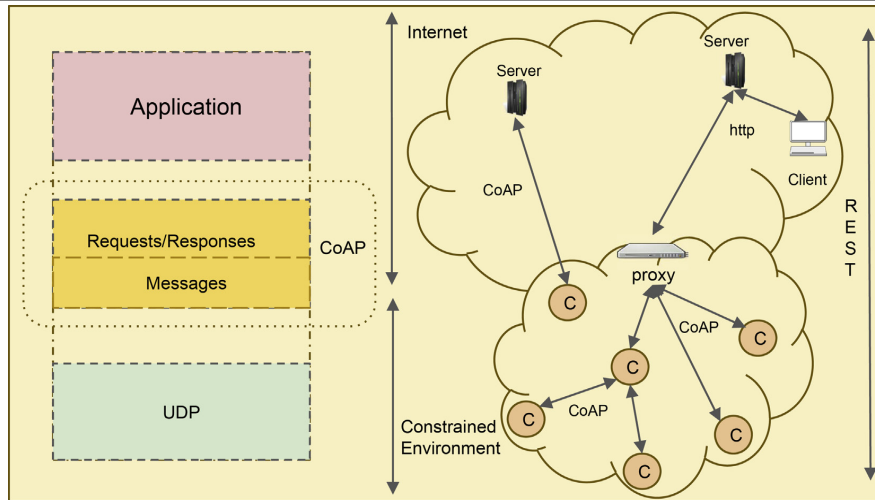 Application
Requests/Responses
Messages
CoAP
UDP
Internet
Constrained
Environment
Server
Server
http
Client
CoAP
proxy
C
CoAP
C
C
C
CoAP
C
C
R
E
S
T